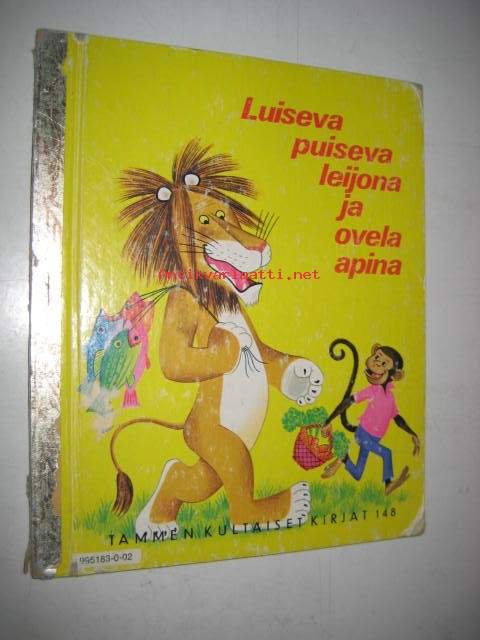 Luiseva
puiseva
leijona
ja
ovela
apina
Antikvariaatti.net
TAMMEN KULTAISET KIRJAT 148
995183-0-02